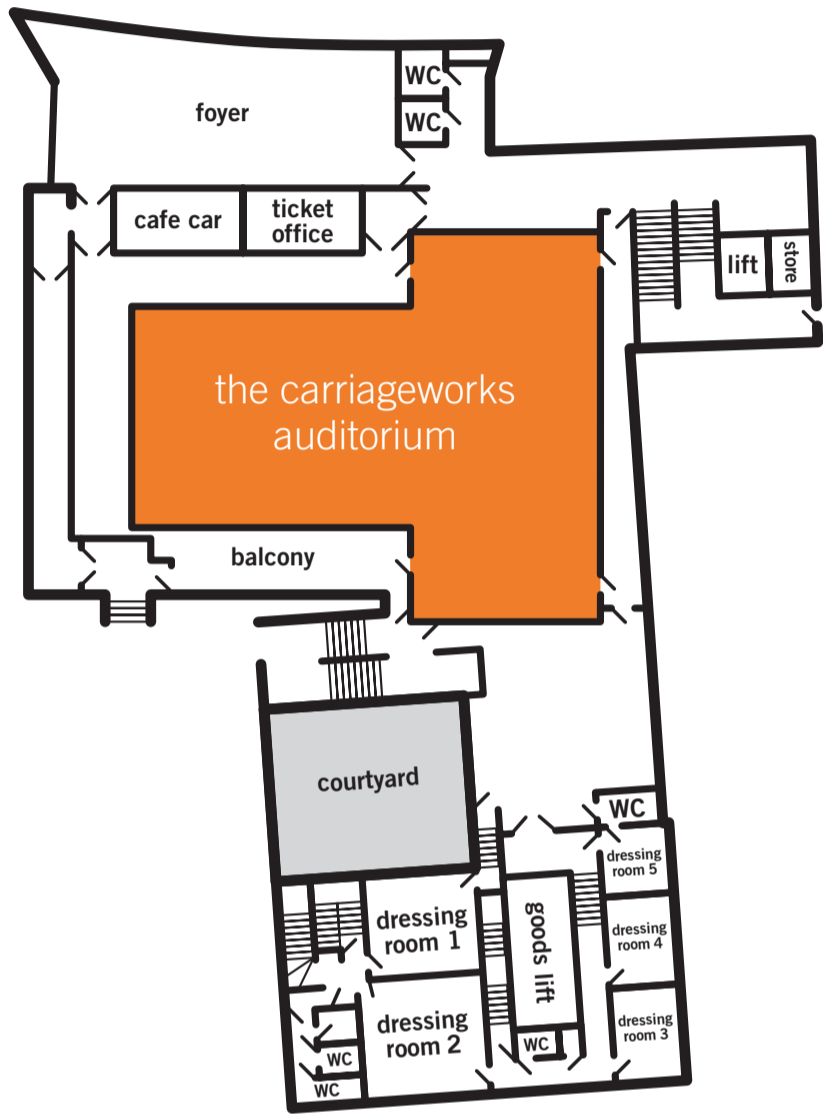 WC
foyer
WC
cafe car
ticket
office
lift
store
the carriageworks
auditorium
balcony
courtyard
WC
dressing
room 5
dressing
room 1
goods lift
dressing
room 4
dressing
room 2
dressing
room 3
WC
WC
WC